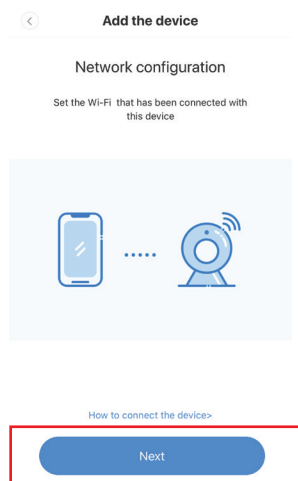 Add the device
Network configuration
Set the Wi-Fi that has been connected with
this device
How to connect the device>
Next